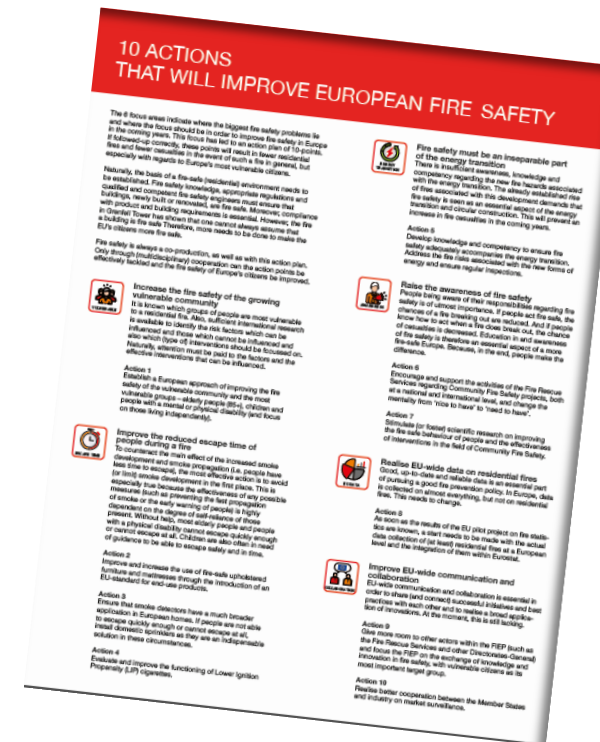 10 ACTIONS
THAT WILL IMPROVE EUROPEAN FIRE SAFETY
The 6 focus areas indicate where the biggest fire safety problems lie
and where the focus should be in order to improve fire safety in Europe
in the coming years. This focus has led to an action plan of 10-points.
If followed-up correctly, these points will result in fewer residential
fires and fewer casualties in the event of such a fire in general, but
especially with regards to Europe's most vulnerable citizens.
Naturally, the basis of a fire-safe (residential) environment needs to
be established. Fire safety knowledge, appropriate regulations and
qualified and competent fire safety engineers must ensure that
buildings, newly built or renovated, are fire safe. Moreover, compliance
with product and building requirements is essential. However, the fire
in Grenfell Tower has shown that one cannot always assume that
a building is fire safe Therefore, more needs to be done to make the
EU's citizens more fire safe.
Fire safety is always a co-production, as well as with this action plan.
Only through (multidisciplinary) cooperation can the action points be
effectively tackled and the fire safety of Europe's citizens be improved.
Increase the fire safety of the growing
vulnerable community
It is known which groups of people are most vulnerable
to a residential fire. Also, sufficient international research
is available to identify the risk factors which can be
influenced and those which cannot be influenced and
also which (type of) interventions should be focussed on.
Naturally, attention must be paid to the factors and the
effective interventions that can be influenced.
Action 1
Establish a European approach of improving the fire
safety of the vulnerable community and the most
vulnerable groups – elderly people (65+), children and
people with a mental or physical disability (and focus
on those living independently).
Improve the reduced escape time of
people during a fire
To counteract the main effect of the increased smoke
development and smoke propagation (i.e. people have
less time to escape), the most effective action is to avoid
(or limit) smoke development in the first place. This is
especially true because the effectiveness of any possible
measures (such as preventing the fast propagation
of smoke or the early warning of people) is highly
dependent on the degree of self-reliance of those
present. Without help, most elderly people and people
with a physical disability cannot escape quickly enough
or cannot escape at all. Children are also often in need
of guidance to be able to escape safely and in time.
Action 2
Improve and increase the use of fire-safe upholstered
furniture and mattresses through the introduction of an
EU-standard for end-use products.
Action 3
Ensure that smoke detectors have a much broader
application in European homes. If people are not able
to escape quickly enough or cannot escape at all,
install domestic sprinklers as they are an indispensable
solution in these circumstances.
Action 4
Evaluate and improve the functioning of Lower Ignition
Propensity (LIP) cigarettes.
Fire safety must be an inseparable part
of the energy transition
There is insufficient awareness, knowledge and
competency regarding the new fire hazards associated
with the energy transition. The already established rise
of fires associated with this development demands that
fire safety is seen as an essential aspect of the energy
transition and circular construction. This will prevent an
increase in fire casualties in the coming years.
Action 5
Develop knowledge and competency to ensure fire
safety adequately accompanies the energy transition.
Address the fire risks associated with the new forms of
energy and ensure regular inspections.
Raise the awareness of fire safety
People being aware of their responsibilities regarding fire
safety is of utmost importance. If people act fire safe, the
chances of a fire breaking out are reduced. And if people
know how to act when a fire does break out, the chance
of casualties is decreased. Education in and awareness
of fire safety is therefore an essential aspect of a more
fire-safe Europe. Because, in the end, people make the
difference.
Action 6
Encourage and support the activities of the Fire Rescue
Services regarding Community Fire Safety projects, both
at a national and international level, and change the
mentality from 'nice to have' to 'need to have'.
Action 7
Stimulate (or foster) scientific research on improving
the fire safe behaviour of people and the effectiveness
of interventions in the field of Community Fire Safety.
Realise EU-wide data on residential fires
Good, up-to-date and reliable data is an essential part
of pursuing a good fire prevention policy. In Europe, data
is collected on almost everything, but not on residential
fires. This needs to change.
Action 8
As soon as the results of the EU pilot project on fire statis-
tics are known, a start needs to be made with the actual
data collection of (at least) residential fires at a European
level and the integration of them within Eurostat.
Improve EU-wide communication and
collaboration
EU-wide communication and collaboration is essential in
order to share (and connect) successful initiatives and best
practices with each other and to realise a broad applica-
tion of innovations. At the moment, this is still lacking.
Action 9
Give more room to other actors within the FIEP (such as
the Fire Rescue Services and other Directorates-General)
and focus the FIEP on the exchange of knowledge and
innovation in fire safety, with vulnerable citizens as its
most important target group.
Action 10
Realise better cooperation between the Member States
and industry on market surveillance.